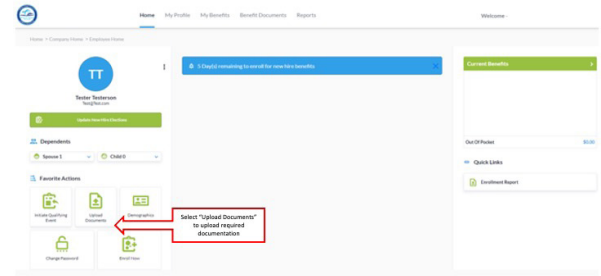 Home My Profile My Benefits Benefit Documents Reports Welcome -
Home > Company Home > Employee Home
TT
Tester Testerson
Test@Test.com
Update New Hire Elections
5 Day(s) remaining to enroll for new hire benefits
Current Benefits
Out Of Pocket $0.00
Quick Links
Enrollment Report
Dependents
Spouse 1 Child 0
Favorite Actions
Initiate Qualifying
Event
Upload
Documents
Demographics
Change Password
Enroll Now
Select "Upload Documents"
to upload required
documentation